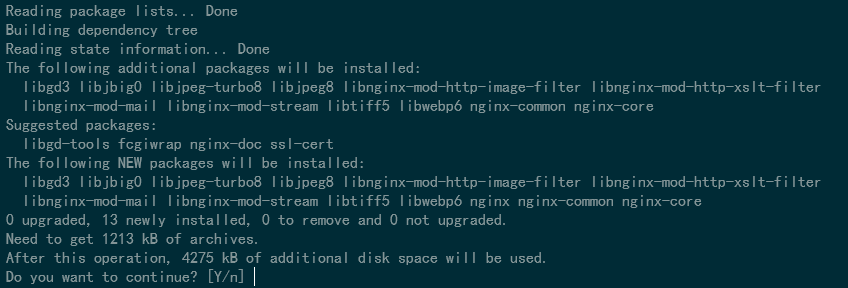 Reading package lists... Done
Building dependency tree
Reading state information... Done
The following additional packages will be installed:
libgd3 libjbig0 libjpeg-turbo8 libjpeg8 libnginx-mod-http-image-filter libnginx-mod-http-xslt-filter
libnginx-mod-mail libnginx-mod-stream libtiff5 libwebp6 nginx-common nginx-core
Suggested packages:
libgd-tools fcgiwrap nginx-doc ssl-cert
The following NEW packages will be installed:
libgd3 libjbig0 libjpeg-turbo8 libjpeg8 libnginx-mod-http-image-filter libnginx-mod-http-xslt-filter
libnginx-mod-mail libnginx-mod-stream libtiff5 libwebp6 nginx nginx-common nginx-core
0 upgraded, 13 newly installed, 0 to remove and 0 not upgraded.
Need to get 1213 kB of archives.
After this operation, 4275 kB of additional disk space will be used.
Do you want to continue? [Y/n]